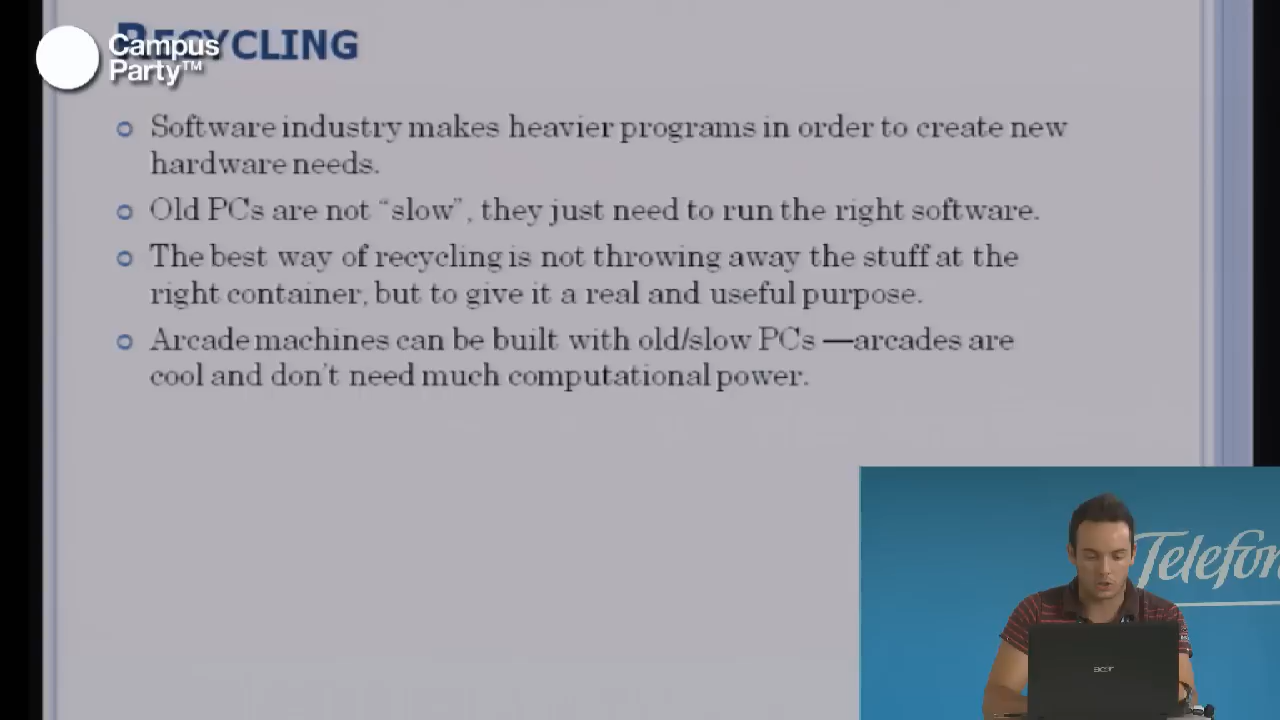 RECYCLING
Campus
Party™
Software industry makes heavier programs in order to create new
hardware needs.
Old PCs are not “slow”, they just need to run the right software.
The best way of recycling is not throwing away the stuff at the
right container, but to give it a real and useful purpose.
Arcade machines can be built with old/slow PCs —arcades are
cool and don't need much computational power.
Telefon
acer